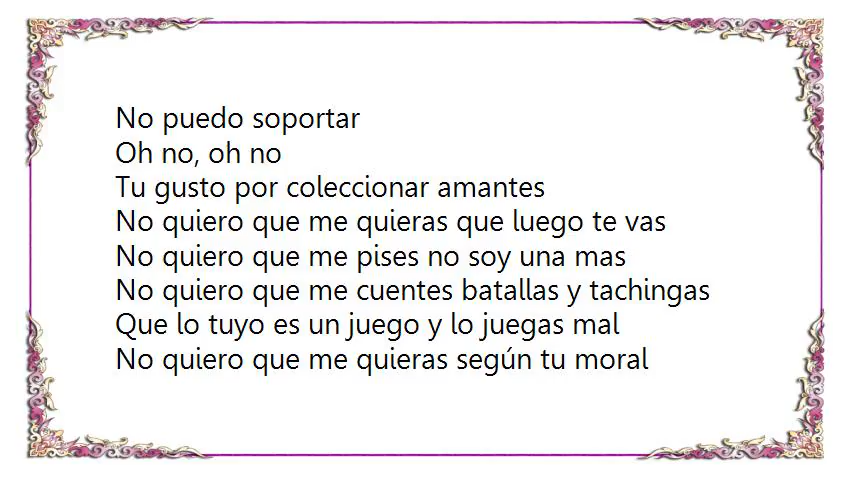 No puedo soportar
Oh no, oh no
Tu gusto por coleccionar amantes
No quiero que me quieras que luego te vas
No quiero que me pises no soy una mas
No quiero que me cuentes batallas y tachingas
Que lo tuyo es un juego y lo juegas mal
No quiero que me quieras según tu moral